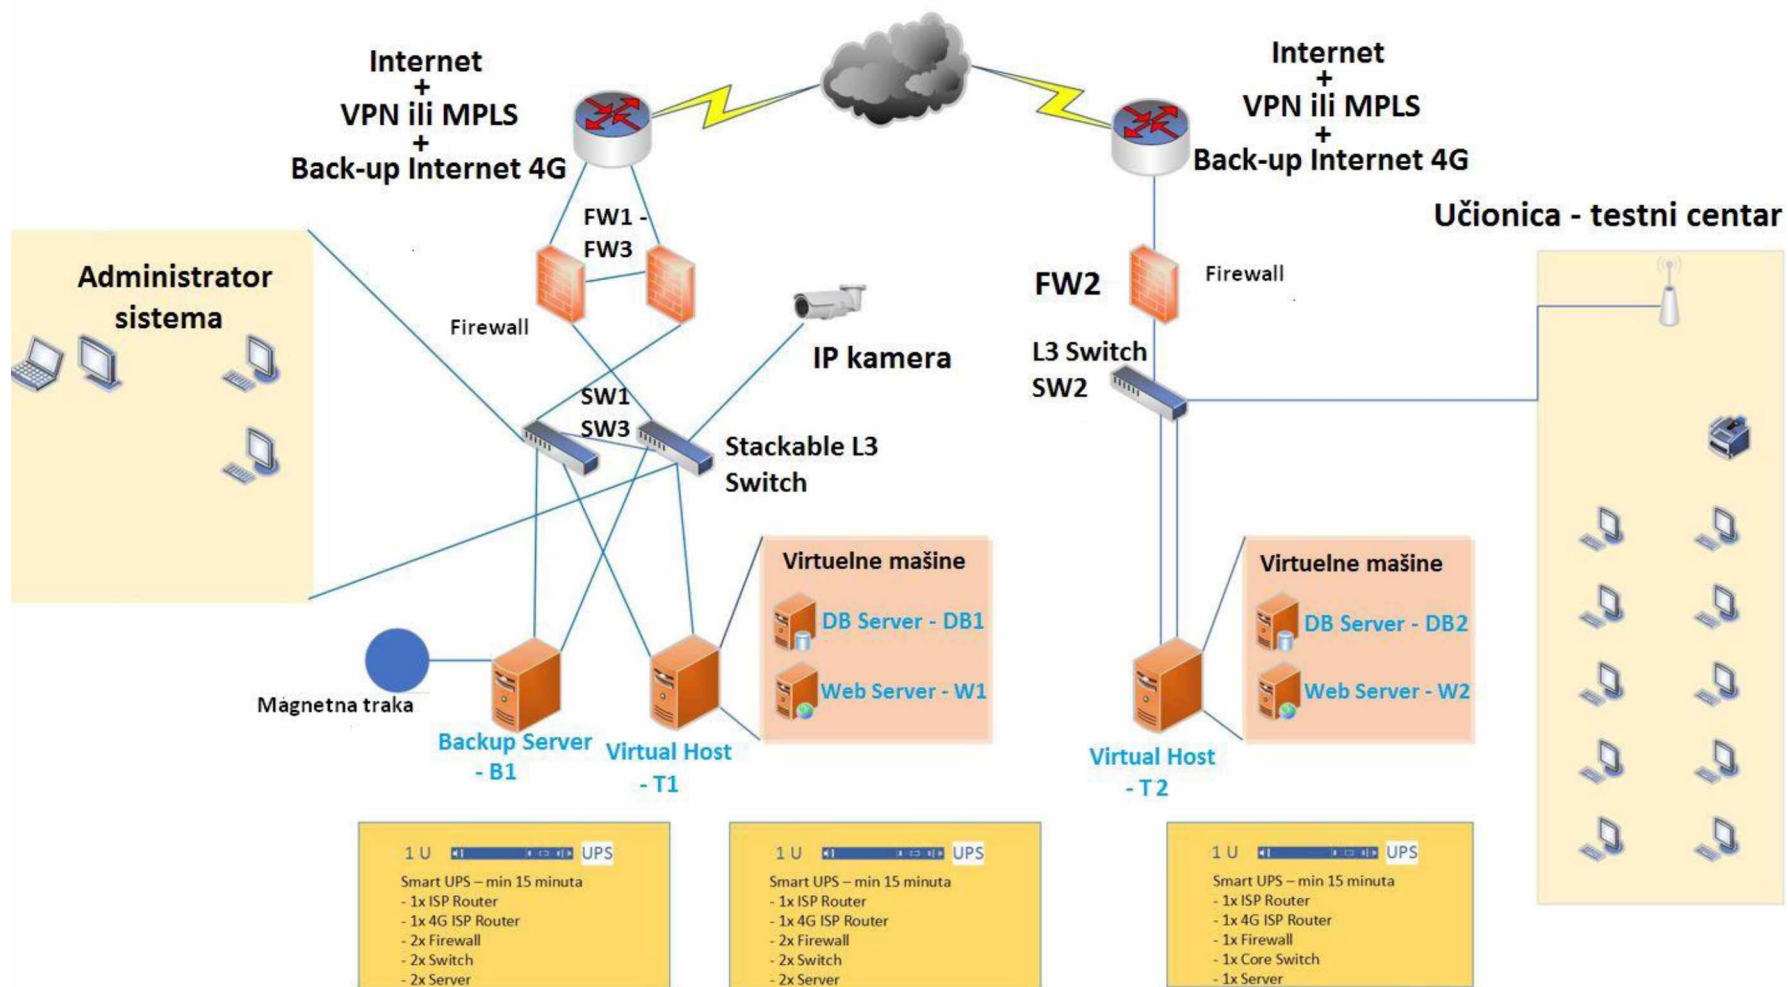 Internet
+
VPN ili MPLS
+
Back-up Internet 4G
Internet
+
VPN ili MPLS
+
Back-up Internet 4G
Učionica - testni centar
Administrator
sistema
FW1 -
FW3
Firewall
IP kamera
FW2
Firewall
L3 Switch
SW2
SW1
SW3
Stackable L3
Switch
Virtuelne mašine
DB Server - DB1
Web Server - W1
Virtuelne mašine
DB Server - DB2
Web Server - W2
Magnetna traka
Backup Server
- B1
Virtual Host
- T1
Virtual Host
- T2
1 U UPS
Smart UPS – min 15 minuta
- 1x ISP Router
- 1x 4G ISP Router
- 2x Firewall
- 2x Switch
- 2x Server
1 U UPS
Smart UPS – min 15 minuta
- 1x ISP Router
- 1x 4G ISP Router
- 2x Firewall
- 2x Switch
- 2x Server
1 U UPS
Smart UPS – min 15 minuta
- 1x ISP Router
- 1x 4G ISP Router
- 1x Firewall
- 1x Core Switch
- 1x Server